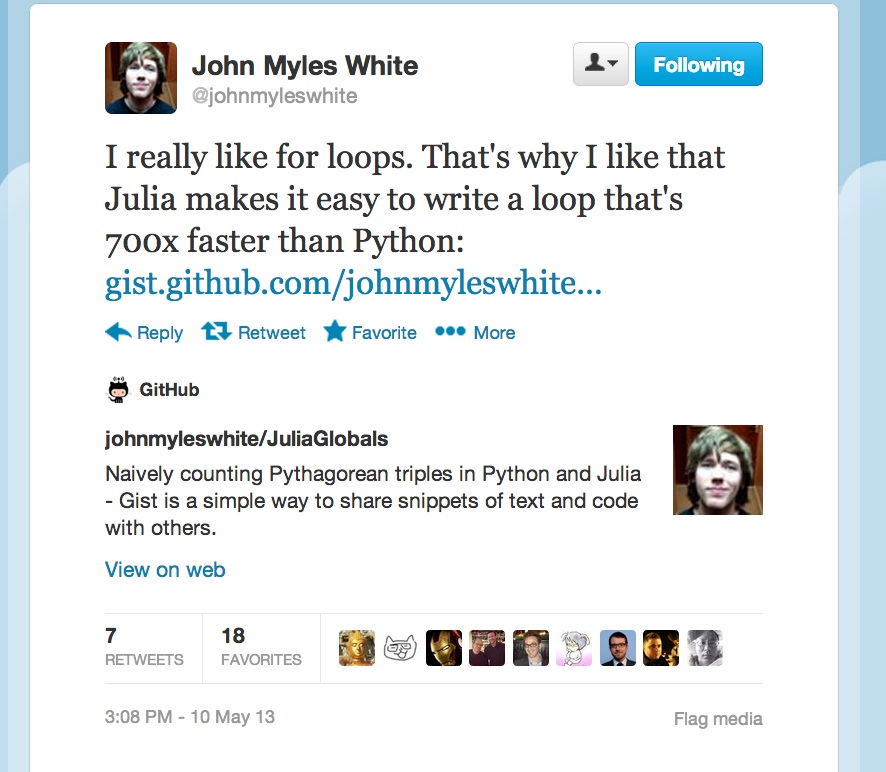 John Myles White
@johnmyleswhite
Following
I really like for loops. That's why I like that
Julia makes it easy to write a loop that's
700x faster than Python:
gist.github.com/johnmyleswhite...
Reply Retweet Favorite More
GitHub
johnmyleswhite/JuliaGlobals
Naively counting Pythagorean triples in Python and Julia
- Gist is a simple way to share snippets of text and code
with others.
View on web
7
RETWEETS
18
FAVORITES
3:08 PM - 10 May 13
Flag media